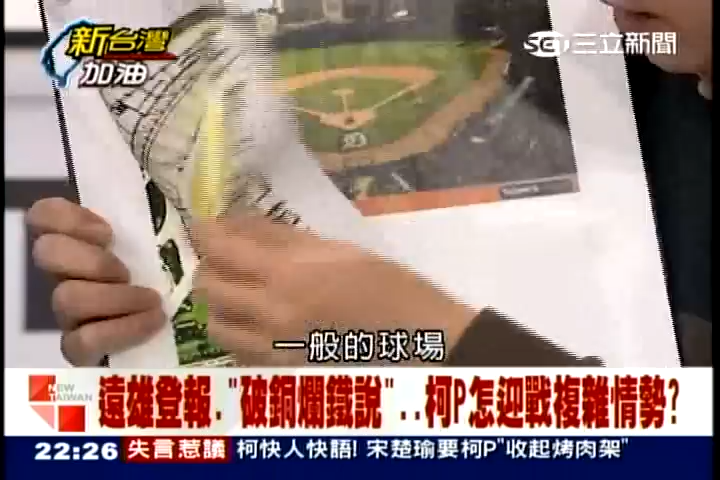 新台灣
加油
SET 三立新聞
一般的球場
NEW
TAIWAN
遠雄登報."破銅爛鐵說"..柯P怎迎戰複雜情勢?
22:26 失言惹議 柯快人快語! 宋楚瑜要柯P"收起烤肉架"